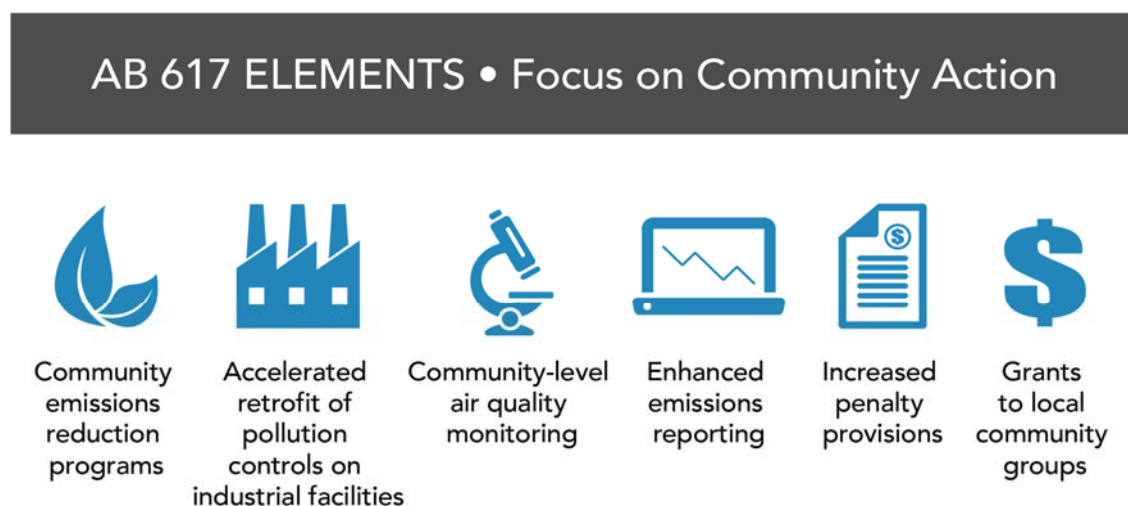 AB 617 ELEMENTS • Focus on Community Action
Community
emissions
reduction
programs
Accelerated
retrofit of
pollution
controls on
industrial facilities
Community-level
air quality
monitoring
Enhanced
emissions
reporting
$
Increased
penalty
provisions
$
Grants
to local
community
groups